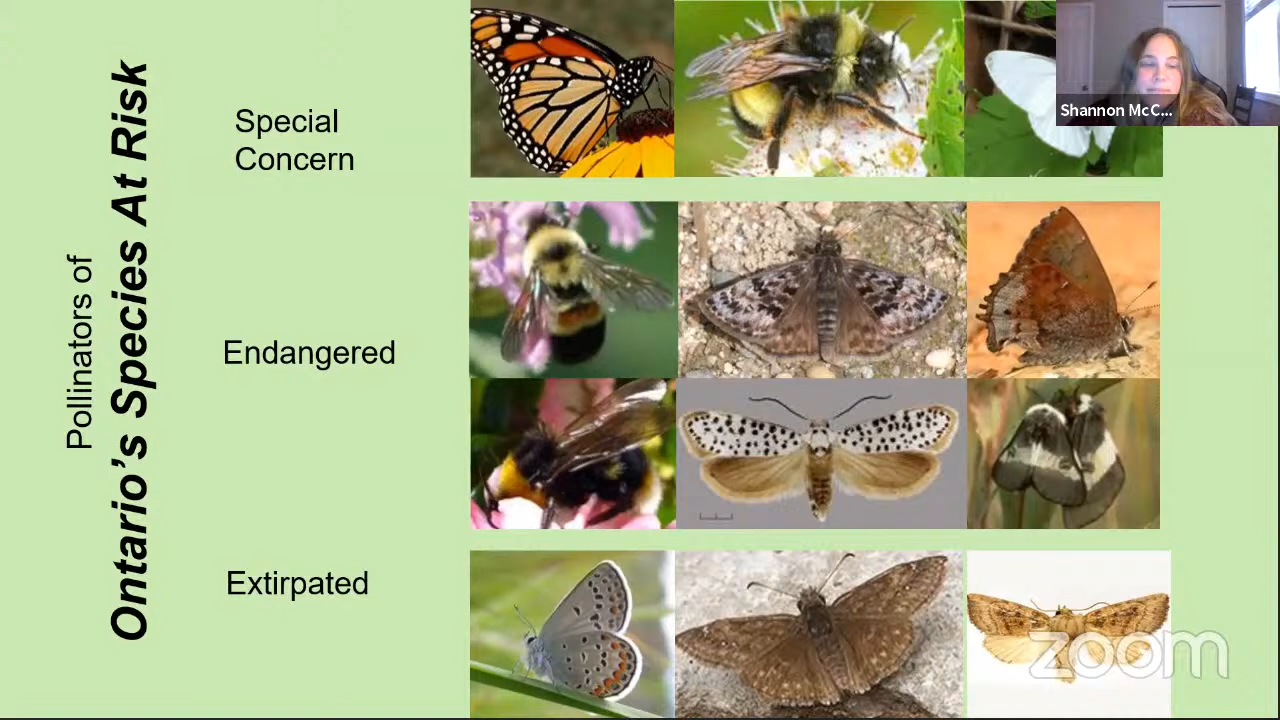 Pollinators of
Ontario's Species At Risk
Special
Concern
Endangered
Extirpated
Shannon McC...
zoom